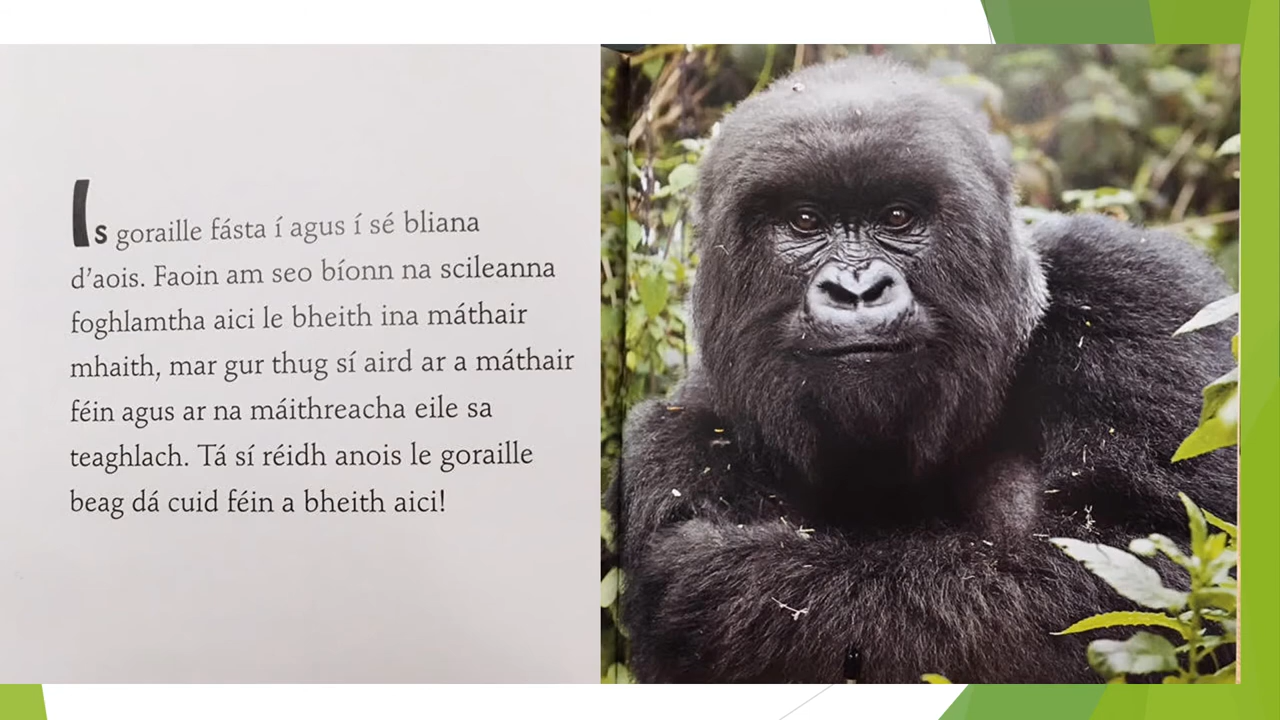 Is goraille fásta í agus í sé bliana
d’aois. Faoin am seo bíonn na scileanna
foghlamtha aici le bheith ina máthair
mhaith, mar gur thug sí aird ar a máthair
féin agus ar na máithreacha eile sa
teaghlach. Tá sí réidh anois le goraille
beag dá cuid féin a bheith aici!